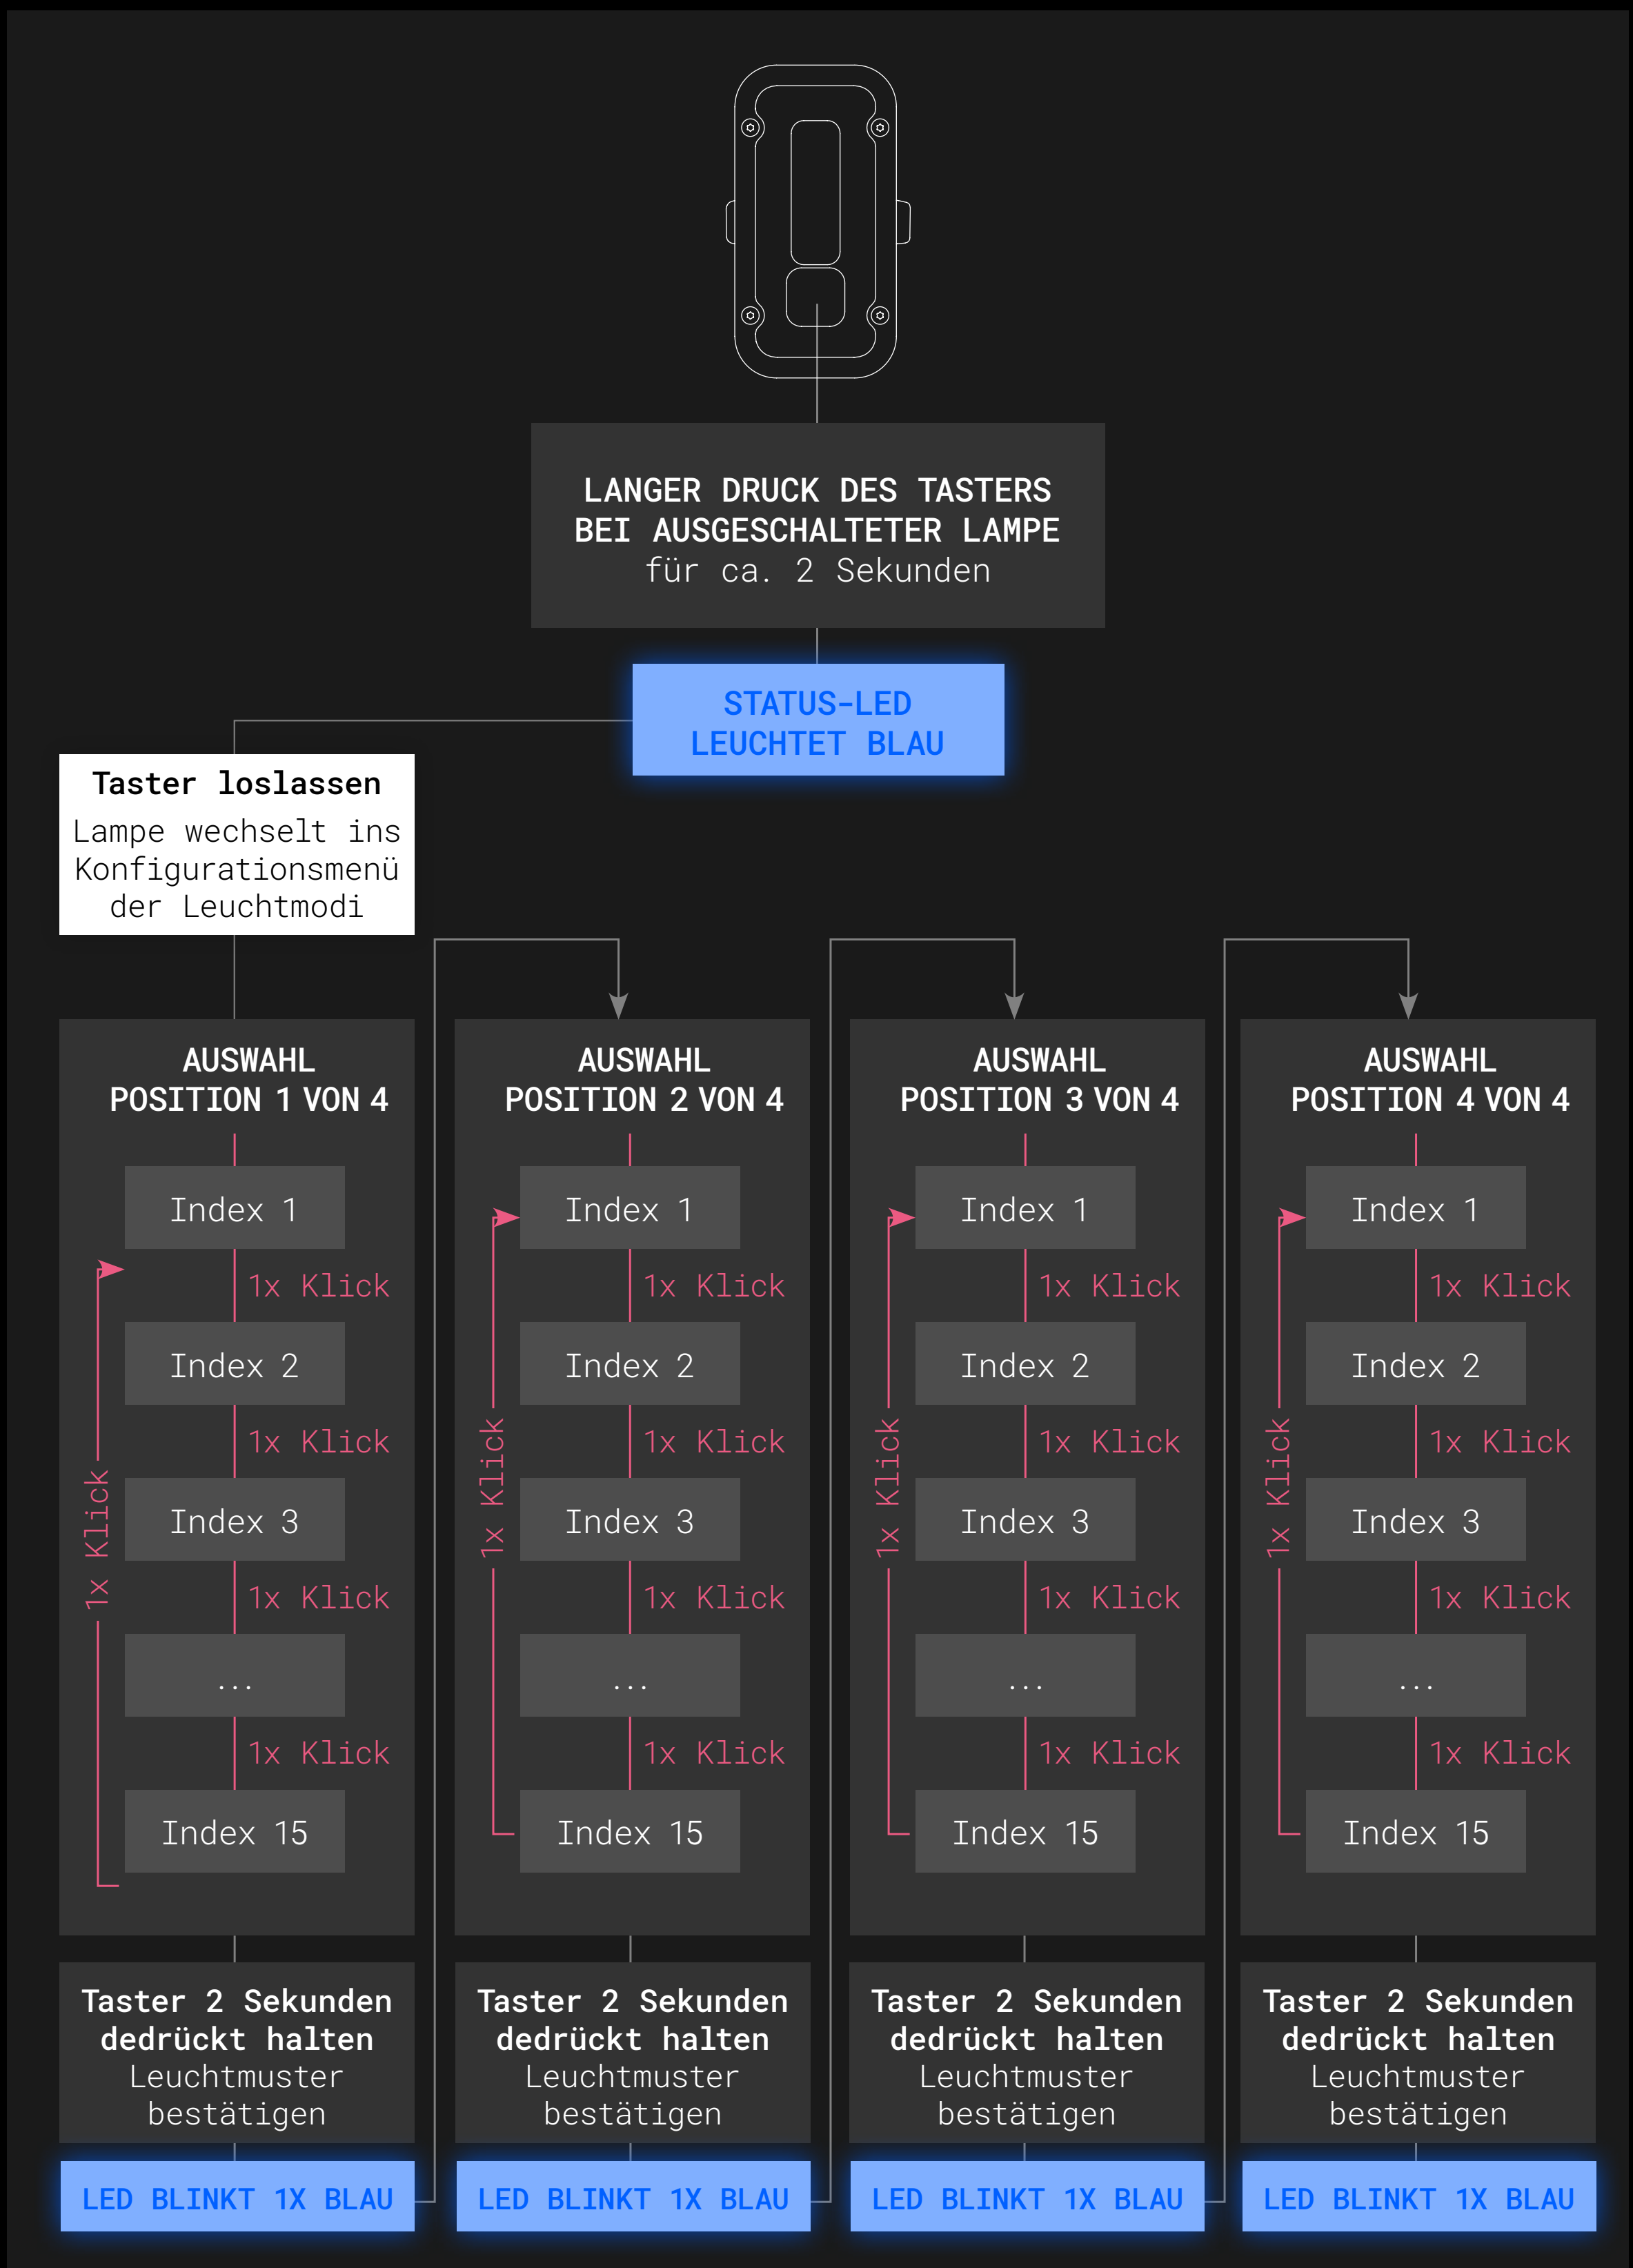 LANGER DRUCK DES TASTERS
BEI AUSGESCHALTETER LAMPE
für ca. 2 Sekunden
STATUS-LED
LEUCHTET BLAU
Taster loslassen
Lampe wechselt ins
Konfigurationsmenü
der Leuchtmodi
AUSWAHL
POSITION 1 VON 4
Index 1
1x Klick
Index 2
1x Klick
Index 3
1x Klick
...
1x Klick
Index 15
1x Klick
Taster 2 Sekunden
dedrückt halten
Leuchtmuster
bestätigen
LED BLINKT 1X BLAU
AUSWAHL
POSITION 2 VON 4
Index 1
1x Klick
Index 2
1x Klick
Index 3
1x Klick
...
1x Klick
Index 15
1x Klick
Taster 2 Sekunden
dedrückt halten
Leuchtmuster
bestätigen
LED BLINKT 1X BLAU
AUSWAHL
POSITION 3 VON 4
Index 1
1x Klick
Index 2
1x Klick
Index 3
1x Klick
...
1x Klick
Index 15
1x Klick
Taster 2 Sekunden
dedrückt halten
Leuchtmuster
bestätigen
LED BLINKT 1X BLAU
AUSWAHL
POSITION 4 VON 4
Index 1
1x Klick
Index 2
1x Klick
Index 3
1x Klick
...
1x Klick
Index 15
1x Klick
Taster 2 Sekunden
dedrückt halten
Leuchtmuster
bestätigen
LED BLINKT 1X BLAU